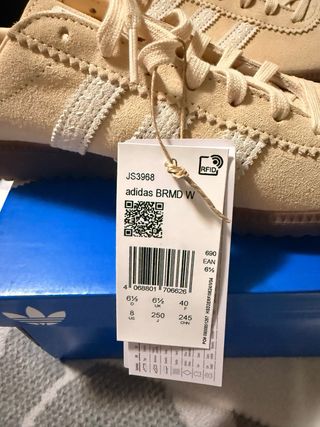 RFID
JS3968
adidas BRMD W
690
EAN
6½
4 068801 706626
6½ 6½ 40
D UK F
8 250 245
US J CHN